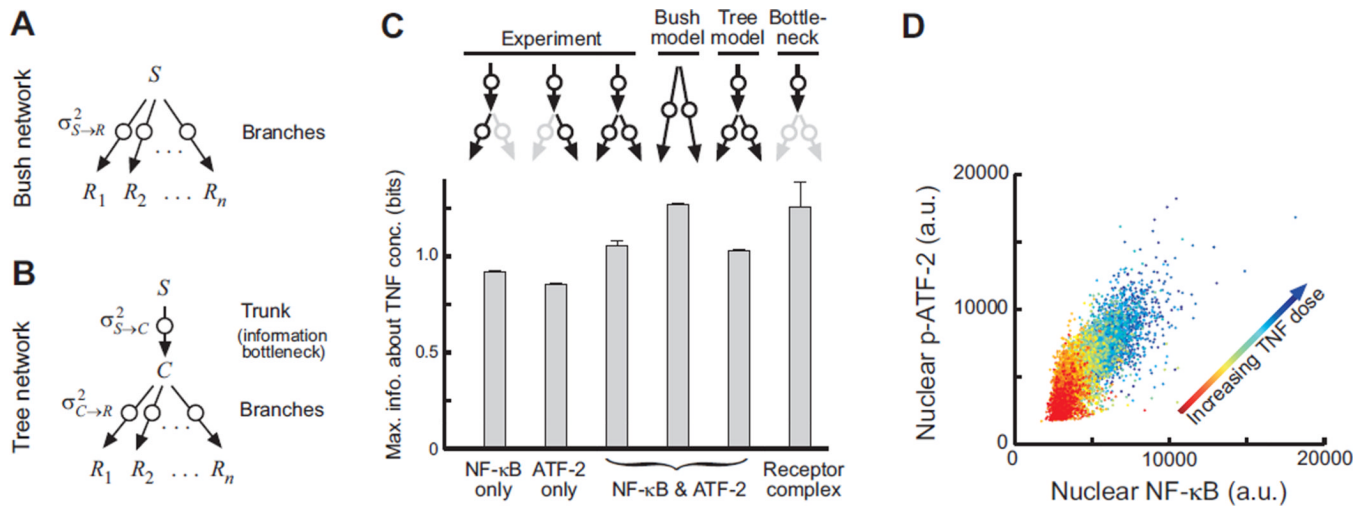 A
Bush network
S
σ²S→R
Branches
. . .
R1 R2 . . . Rn
B
Tree network
S
σ²S→C
Trunk
(information
bottleneck)
C
σ²C→R
Branches
. . .
R1 R2 . . . Rn
C
Experiment
Bush
model
Tree
model
Bottle-
neck
Max. info. about TNF conc. (bits)
1.0
0.5
0
NF-κB
only
ATF-2
only
NF-κB & ATF-2
Receptor
complex
D
Nuclear p-ATF-2 (a.u.)
20000
10000
0
Increasing TNF dose
0 10000 20000
Nuclear NF-κB (a.u.)